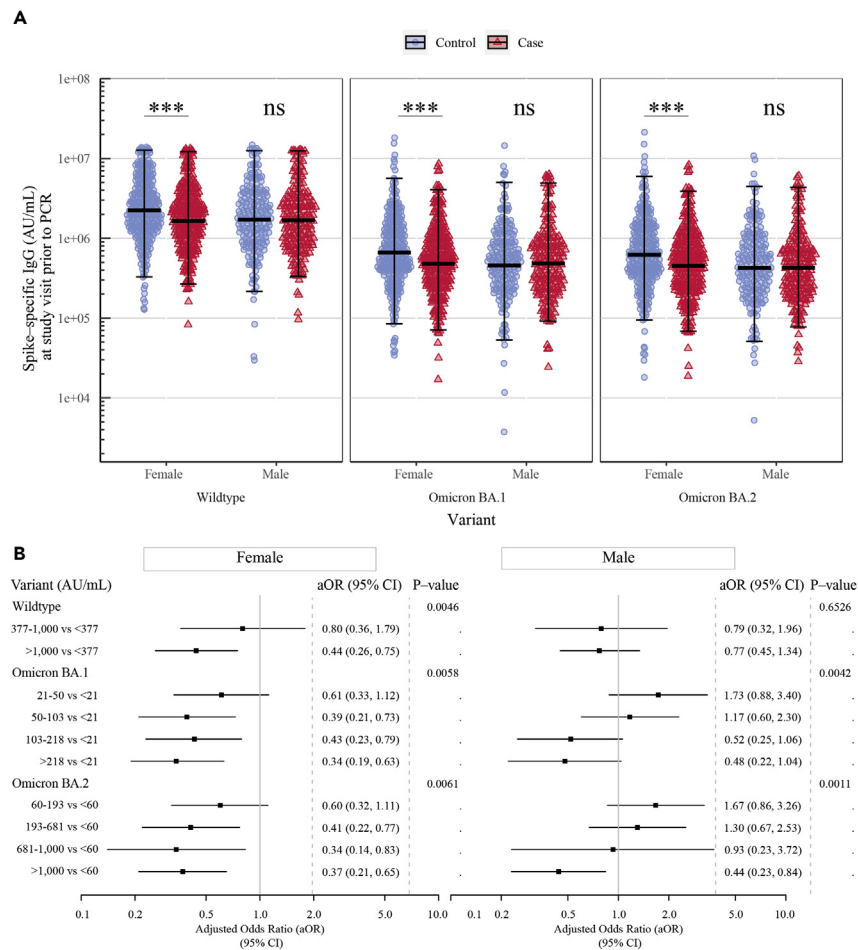 A
Control Case
Spike–specific IgG (AU/mL)
at study visit prior to PCR
1e+08
1e+07
1e+06
1e+05
1e+04
*** ns *** ns *** ns
Female Male Female Male Female Male
Wildtype Omicron BA.1 Omicron BA.2
Variant
B
Female Male
Variant (AU/mL) aOR (95% CI) P–value aOR (95% CI) P–value
Wildtype 0.0046 0.6526
377-1,000 vs <377 0.80 (0.36, 1.79) . 0.79 (0.32, 1.96) .
>1,000 vs <377 0.44 (0.26, 0.75) . 0.77 (0.45, 1.34) .
Omicron BA.1 0.0058 0.0042
21-50 vs <21 0.61 (0.33, 1.12) . 1.73 (0.88, 3.40) .
50-103 vs <21 0.39 (0.21, 0.73) . 1.17 (0.60, 2.30) .
103-218 vs <21 0.43 (0.23, 0.79) . 0.52 (0.25, 1.06) .
>218 vs <21 0.34 (0.19, 0.63) . 0.48 (0.22, 1.04) .
Omicron BA.2 0.0061 0.0011
60-193 vs <60 0.60 (0.32, 1.11) . 1.67 (0.86, 3.26) .
193-681 vs <60 0.41 (0.22, 0.77) . 1.30 (0.67, 2.53) .
681-1,000 vs <60 0.34 (0.14, 0.83) . 0.93 (0.23, 3.72) .
>1,000 vs <60 0.37 (0.21, 0.65) . 0.44 (0.23, 0.84) .
0.1 0.2 0.5 1.0 2.0 5.0 10.0 0.1 0.2 0.5 1.0 2.0 5.0 10.0
Adjusted Odds Ratio (aOR) Adjusted Odds Ratio (aOR)
(95% CI) (95% CI)